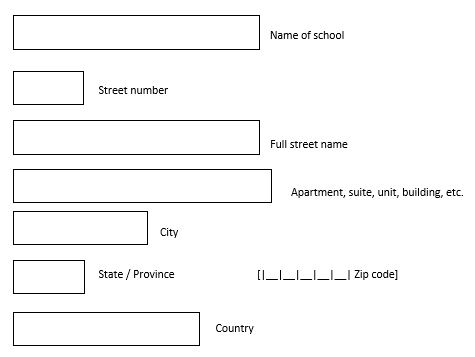 Name of school
Street number
Full street name
Apartment, suite, unit, building, etc.
City
State / Province [|__|__|__|__|__| Zip code]
Country